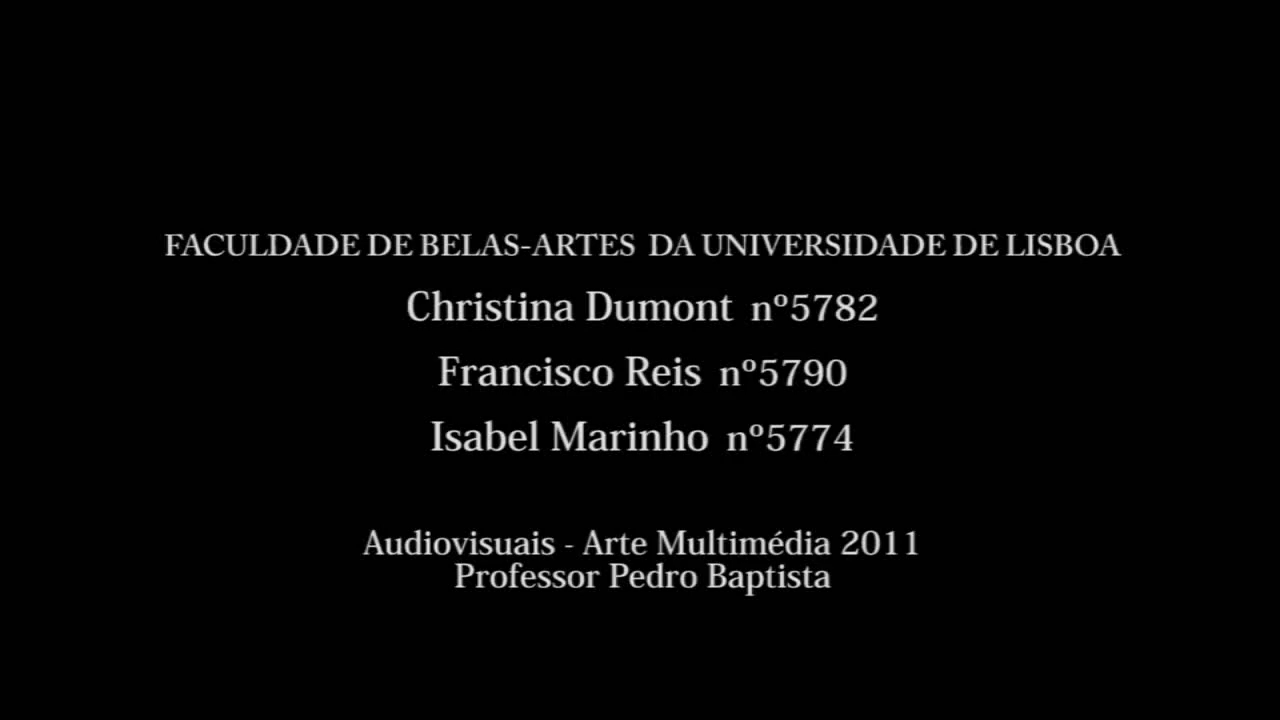 FACULDADE DE BELAS-ARTES DA UNIVERSIDADE DE LISBOA
Christina Dumont nº5782
Francisco Reis nº5790
Isabel Marinho nº5774
Audiovisuais - Arte Multimédia 2011
Professor Pedro Baptista